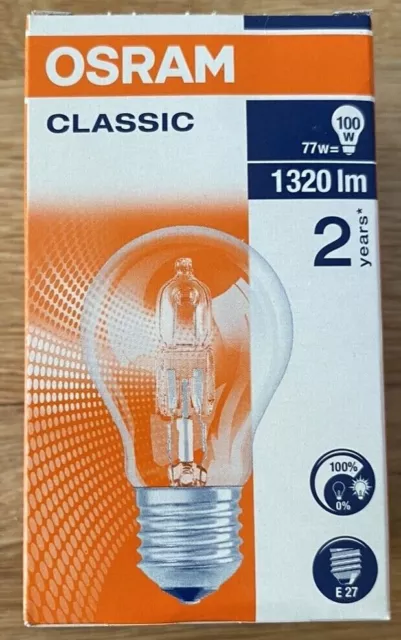 OSRAM
CLASSIC
100
W
77W=
1320 lm
2
years*
100%
0%
E 27